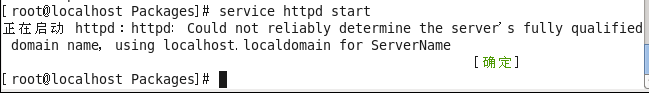 [root@localhost Packages]# service httpd start
正在启动 httpd：httpd: Could not reliably determine the server's fully qualified
domain name, using localhost.localdomain for ServerName
[确定]
[root@localhost Packages]#